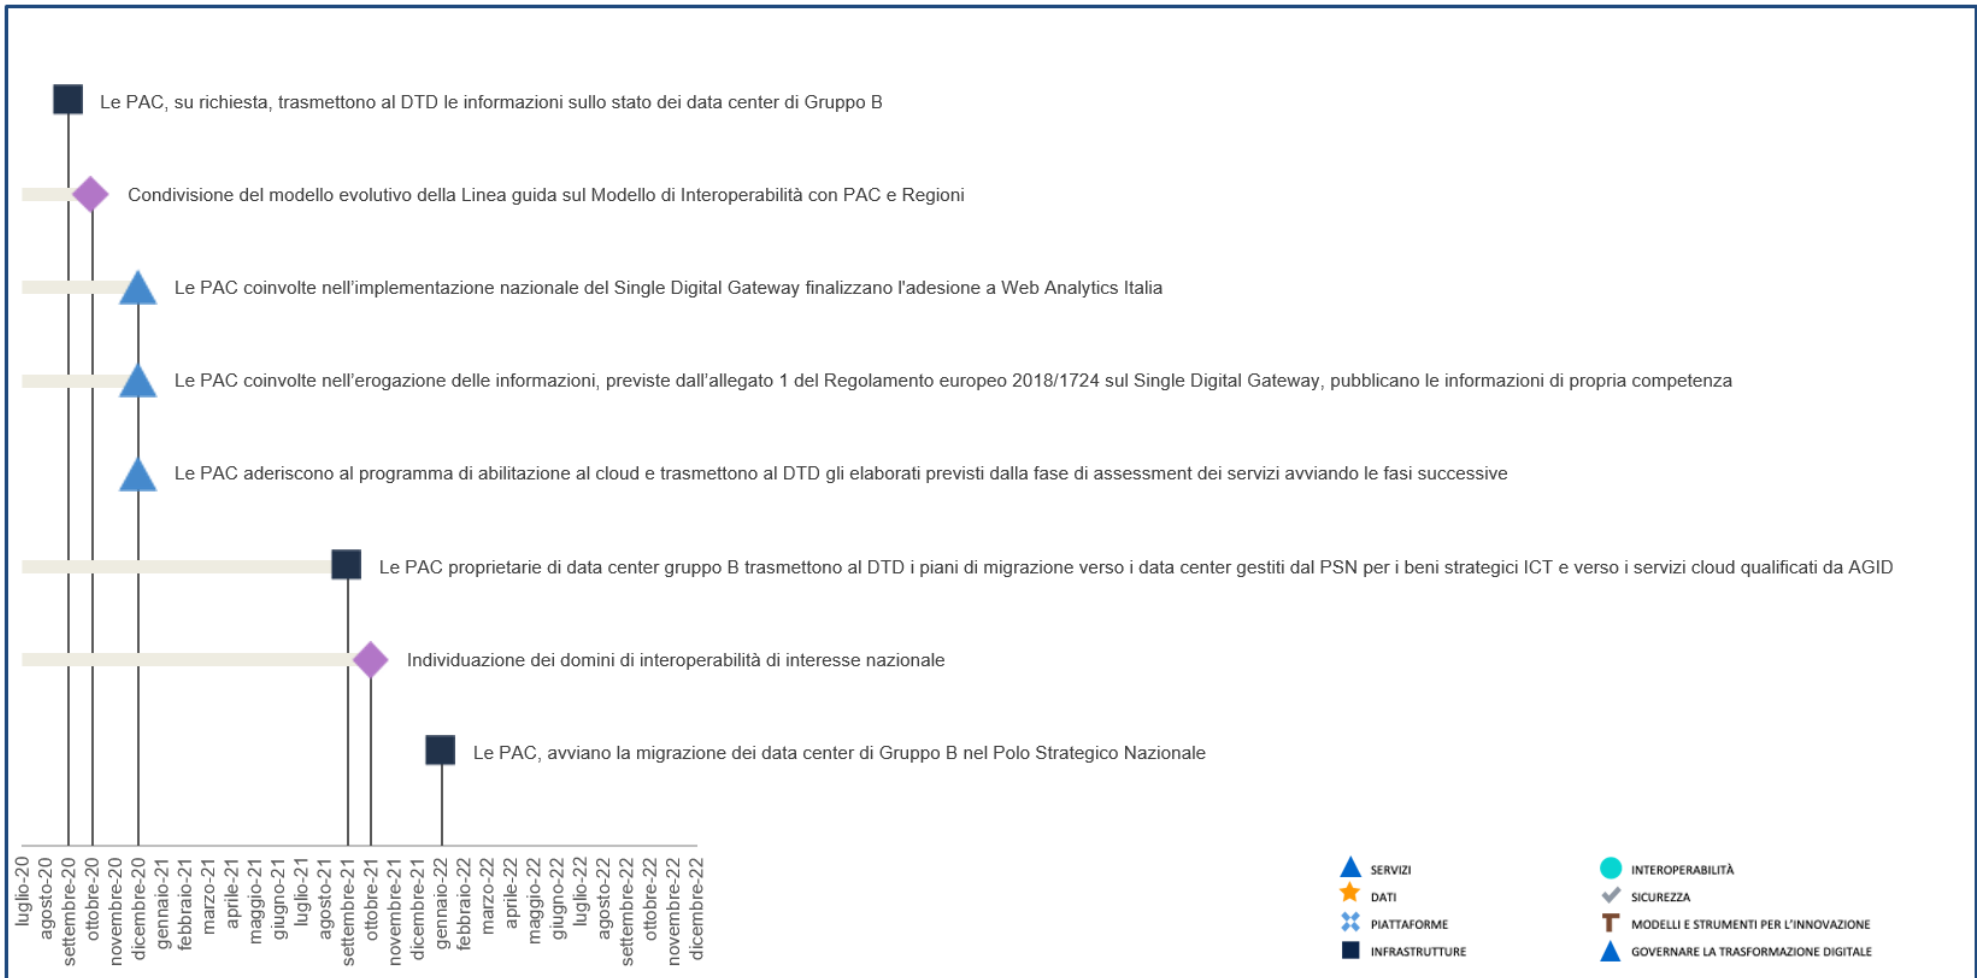 Le PAC, su richiesta, trasmettono al DTD le informazioni sullo stato dei data center di Gruppo B
Condivisione del modello evolutivo della Linea guida sul Modello di Interoperabilità con PAC e Regioni
Le PAC coinvolte nell’implementazione nazionale del Single Digital Gateway finalizzano l'adesione a Web Analytics Italia
Le PAC coinvolte nell’erogazione delle informazioni, previste dall’allegato 1 del Regolamento europeo 2018/1724 sul Single Digital Gateway, pubblicano le informazioni di propria competenza
Le PAC aderiscono al programma di abilitazione al cloud e trasmettono al DTD gli elaborati previsti dalla fase di assessment dei servizi avviando le fasi successive
Le PAC proprietarie di data center gruppo B trasmettono al DTD i piani di migrazione verso i data center gestiti dal PSN per i beni strategici ICT e verso i servizi cloud qualificati da AGID
Individuazione dei domini di interoperabilità di interesse nazionale
Le PAC, avviano la migrazione dei data center di Gruppo B nel Polo Strategico Nazionale
luglio-20
agosto-20
settembre-20
ottobre-20
novembre-20
dicembre-20
gennaio-21
febbraio-21
marzo-21
aprile-21
maggio-21
giugno-21
luglio-21
agosto-21
settembre-21
ottobre-21
novembre-21
dicembre-21
gennaio-22
febbraio-22
marzo-22
aprile-22
maggio-22
giugno-22
luglio-22
agosto-22
settembre-22
ottobre-22
novembre-22
dicembre-22
SERVIZI
DATI
PIATTAFORME
INFRASTRUTTURE
INTEROPERABILITÀ
SICUREZZA
MODELLI E STRUMENTI PER L’INNOVAZIONE
GOVERNARE LA TRASFORMAZIONE DIGITALE